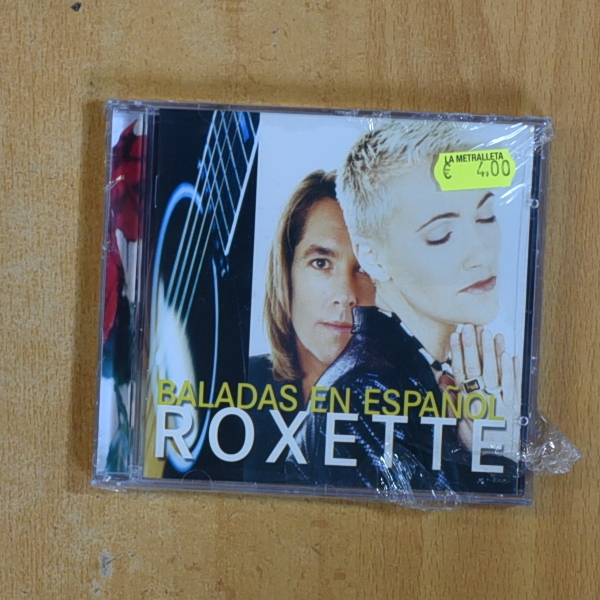 LA METRALLETA
€ 4.00
BALADAS EN ESPAÑOL
ROXETTE